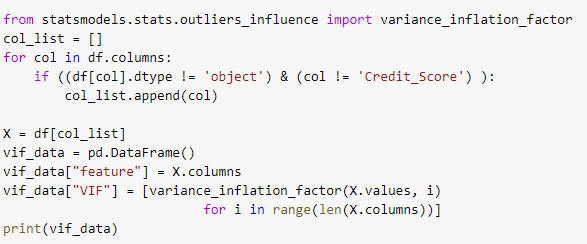 from statsmodels.stats.outliers_influence import variance_inflation_factor
col_list = []
for col in df.columns:
    if ((df[col].dtype != 'object') & (col != 'Credit_Score') ):
        col_list.append(col)

X = df[col_list]
vif_data = pd.DataFrame()
vif_data["feature"] = X.columns
vif_data["VIF"] = [variance_inflation_factor(X.values, i)
                          for i in range(len(X.columns))]
print(vif_data)